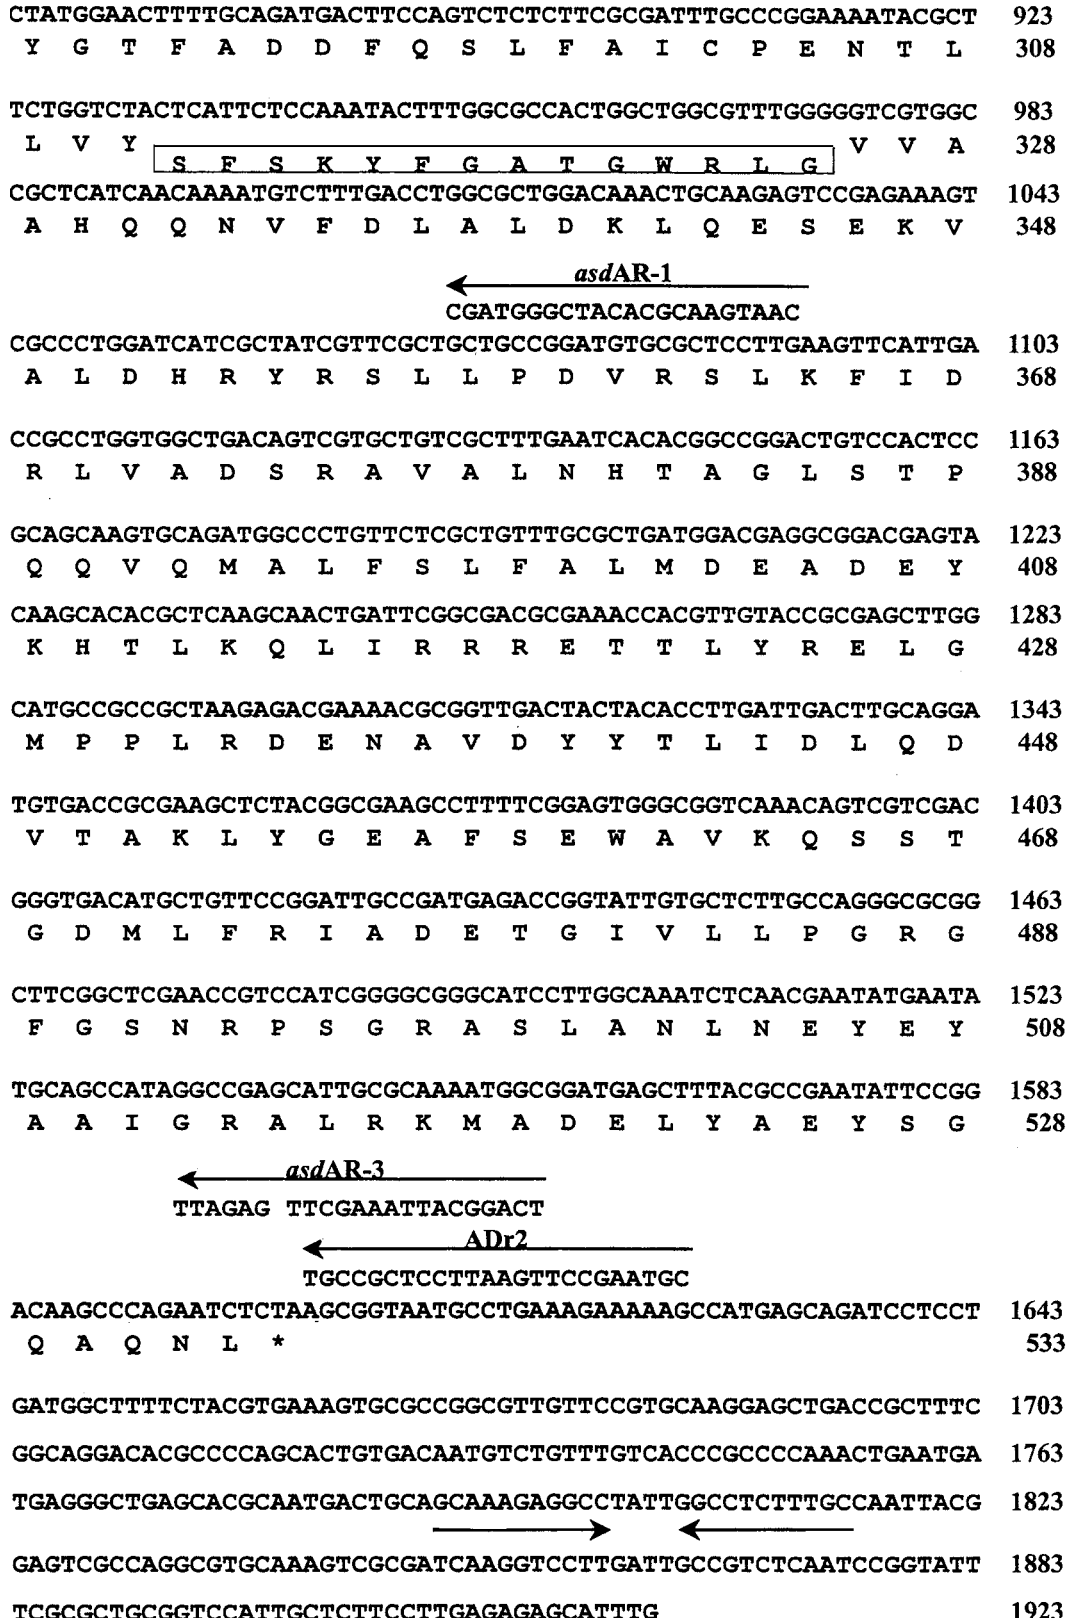 CTATGGAACTTTTGCAGATGACTTCCAGTCTCTCTTCGCGATTTGCCCGGAAAATACGCT 923
Y G T F A D D F Q S L F A I C P E N T L 308
TCTGGTCTACTCATTCTCCAAATACTTTGGCGCCACTGGCTGGCGTTTGGGGGTCGTGGC 983
L V Y S F S K Y F G A T G W R L G V V A 328
CGCTCATCAACAAAATGTCTTTGACCTGGCGCTGGACAAACTGCAAGAGTCCGAGAAAGT 1043
A H Q Q N V F D L A L D K L Q E S E K V 348
asdAR-1
CGATGGGCTACACGCAAGTAAC
CGCCCTGGATCATCGCTATCGTTCGCTGCTGCCGGATGTGCGCTCCTTGAAGTTCATTGA 1103
A L D H R Y R S L L P D V R S L K F I D 368
CCGCCTGGTGGCTGACAGTCGTGCTGTCGCTTTGAATCACACGGCCGGACTGTCCACTCC 1163
R L V A D S R A V A L N H T A G L S T P 388
GCAGCAAGTGCAGATGGCCCTGTTCTCGCTGTTTGCGCTGATGGACGAGGCGGACGAGTA 1223
Q Q V Q M A L F S L F A L M D E A D E Y 408
CAAGCACACGCTCAAGCAACTGATTCGGCGACGCGAAACCACGTTGTACCGCGAGCTTGG 1283
K H T L K Q L I R R R E T T L Y R E L G 428
CATGCCGCCGCTAAGAGACGAAAACGCGGTTGACTACTACACCTTGATTGACTTGCAGGA 1343
M P P L R D E N A V D Y Y T L I D L Q D 448
TGTGACCGCGAAGCTCTACGGCGAAGCCTTTTCGGAGTGGGCGGTCAAACAGTCGTCGAC 1403
V T A K L Y G E A F S E W A V K Q S S T 468
GGGTGACATGCTGTTCCGGATTGCCGATGAGACCGGTATTGTGCTCTTGCCAGGGCGCGG 1463
G D M L F R I A D E T G I V L L P G R G 488
CTTCGGCTCGAACCGTCCATCGGGGCGGGCATCCTTGGCAAATCTCAACGAATATGAATA 1523
F G S N R P S G R A S L A N L N E Y E Y 508
TGCAGCCATAGGCCGAGCATTGCGCAAAATGGCGGATGAGCTTTACGCCGAATATTCCGG 1583
A A I G R A L R K M A D E L Y A E Y S G 528
asdAR-3
TTAGAG TTCGAAATTACGGACT
ADr2
TGCCGCTCCTTAAGTTCCGAATGC
ACAAGCCCAGAATCTCTAAGCGGTAATGCCTGAAAGAAAAAGCCATGAGCAGATCCTCCT 1643
Q A Q N L * 533
GATGGCTTTTCTACGTGAAAGTGCGCCGGCGTTGTTCCGTGCAAGGAGCTGACCGCTTTC 1703
GGCAGGACACGCCCCAGCACTGTGACAATGTCTGTTTGTCACCCGCCCCAAACTGAATGA 1763
TGAGGGCTGAGCACGCAATGACTGCAGCAAAGAGGCCTATTGGCCTCTTTGCCAATTACG 1823
GAGTCGCCAGGCGTGCAAAGTCGCGATCAAGGTCCTTGATTGCCGTCTCAATCCGGTATT 1883
TCGCGCTGCGGTCCATTGCTCTTCCTTGAGAGAGCATTTG 1923